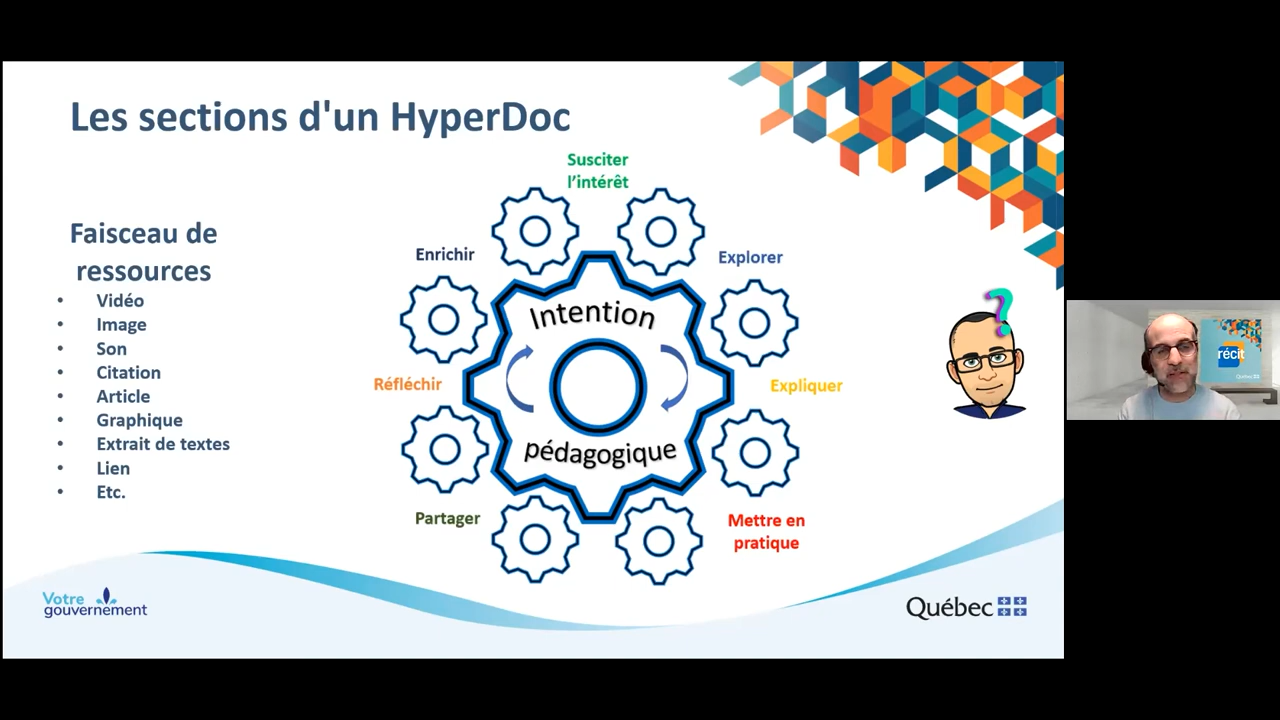 Les sections d'un HyperDoc
Faisceau de
ressources
• Vidéo
• Image
• Son
• Citation
• Article
• Graphique
• Extrait de textes
• Lien
• Etc.
Susciter
l'intérêt
Enrichir
Explorer
Intention
?
Réfléchir
Expliquer
pédagogique
Partager
Mettre en
pratique
Votre
gouvernement
Québec
récit
Québec